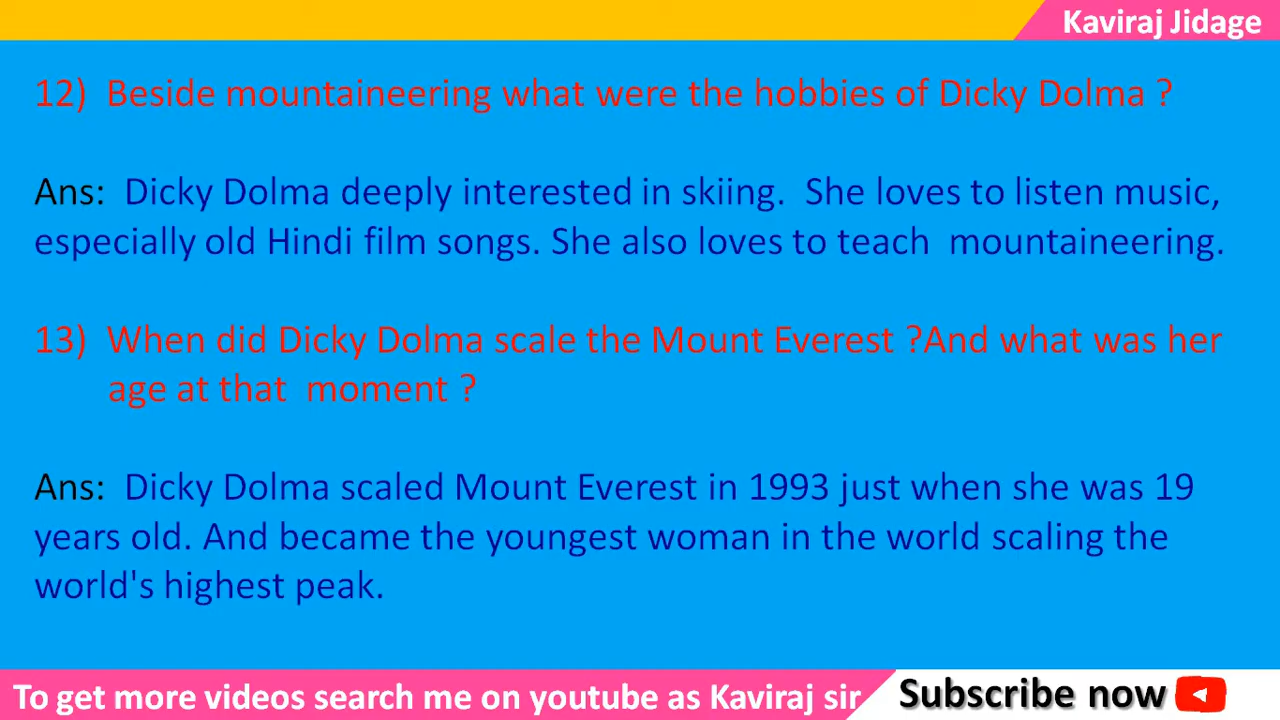 Kaviraj Jidage
12) Beside mountaineering what were the hobbies of Dicky Dolma ?
Ans: Dicky Dolma deeply interested in skiing. She loves to listen music,
especially old Hindi film songs. She also loves to teach mountaineering.
13) When did Dicky Dolma scale the Mount Everest ?And what was her
age at that moment ?
Ans: Dicky Dolma scaled Mount Everest in 1993 just when she was 19
years old. And became the youngest woman in the world scaling the
world's highest peak.
To get more videos search me on youtube as Kaviraj sir
Subscribe now